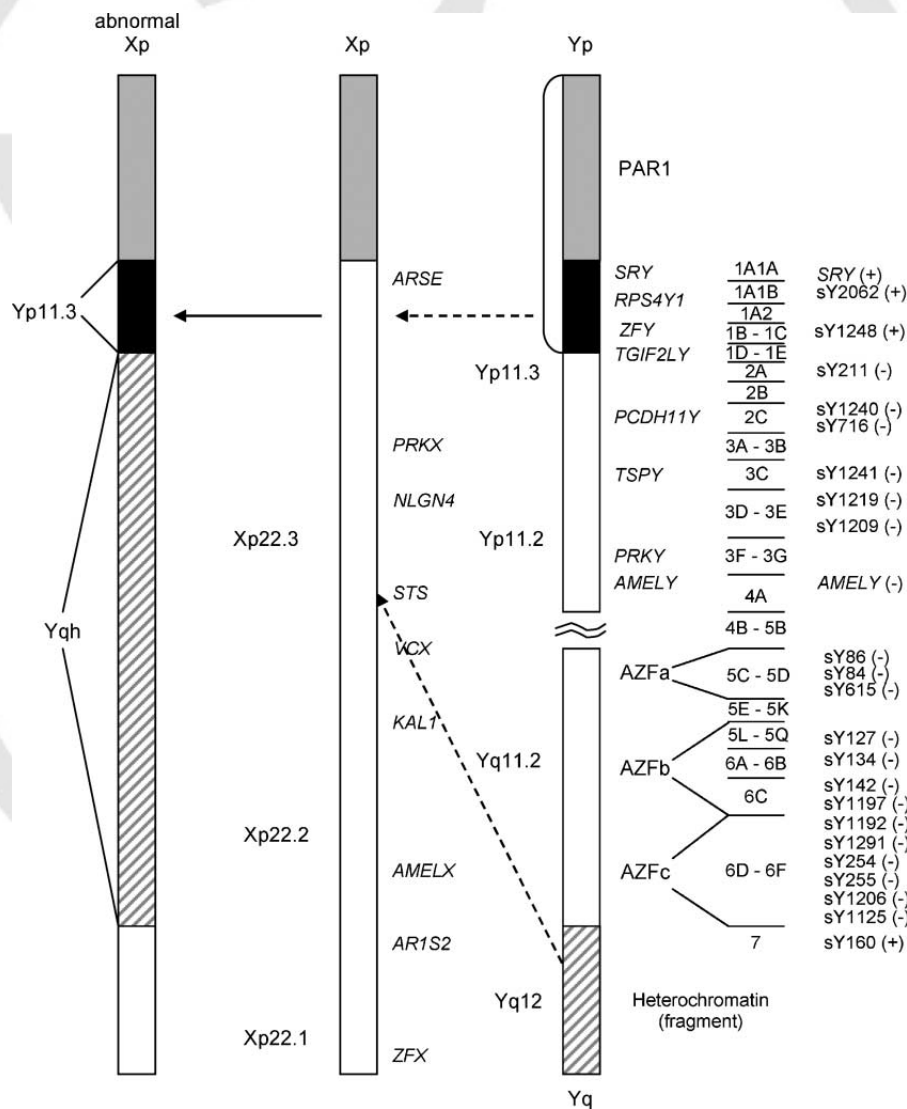 abnormal
Xp
Xp
Yp
PAR1
Yp11.3
ARSE
SRY
RPS4Y1
ZFY
TGIF2LY
Yp11.3
PCDH11Y
PRKX
TSPY
NLGN4
Xp22.3
Yp11.2
PRKY
AMELY
STS
Yqh
VCX
AZFa
KAL1
Yq11.2
AZFb
Xp22.2
AMELX
AZFc
AR1S2
Yq12
Heterochromatin
(fragment)
Xp22.1
ZFX
Yq
1A1A
1A1B
1A2
1B - 1C
1D - 1E
2A
2B
2C
3A - 3B
3C
3D - 3E
3F - 3G
4A
4B - 5B
5C - 5D
5E - 5K
5L - 5Q
6A - 6B
6C
6D - 6F
7
SRY (+)
sY2062 (+)
sY1248 (+)
sY211 (-)
sY1240 (-)
sY716 (-)
sY1241 (-)
sY1219 (-)
sY1209 (-)
AMELY (-)
sY86 (-)
sY84 (-)
sY615 (-)
sY127 (-)
sY134 (-)
sY142 (-)
sY1197 (-)
sY1192 (-)
sY1291 (-)
sY254 (-)
sY255 (-)
sY1206 (-)
sY1125 (-)
sY160 (+)